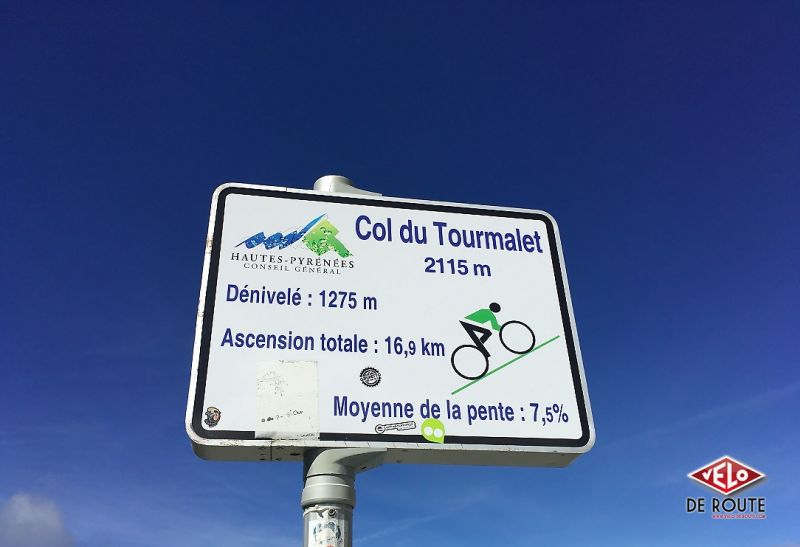 Col du Tourmalet
2115 m
HAUTES-PYRÉNÉES
CONSEIL GÉNÉRAL
Dénivelé : 1275 m
Ascension totale : 16,9 km
Moyenne de la pente : 7,5%
VELO
DE ROUTE